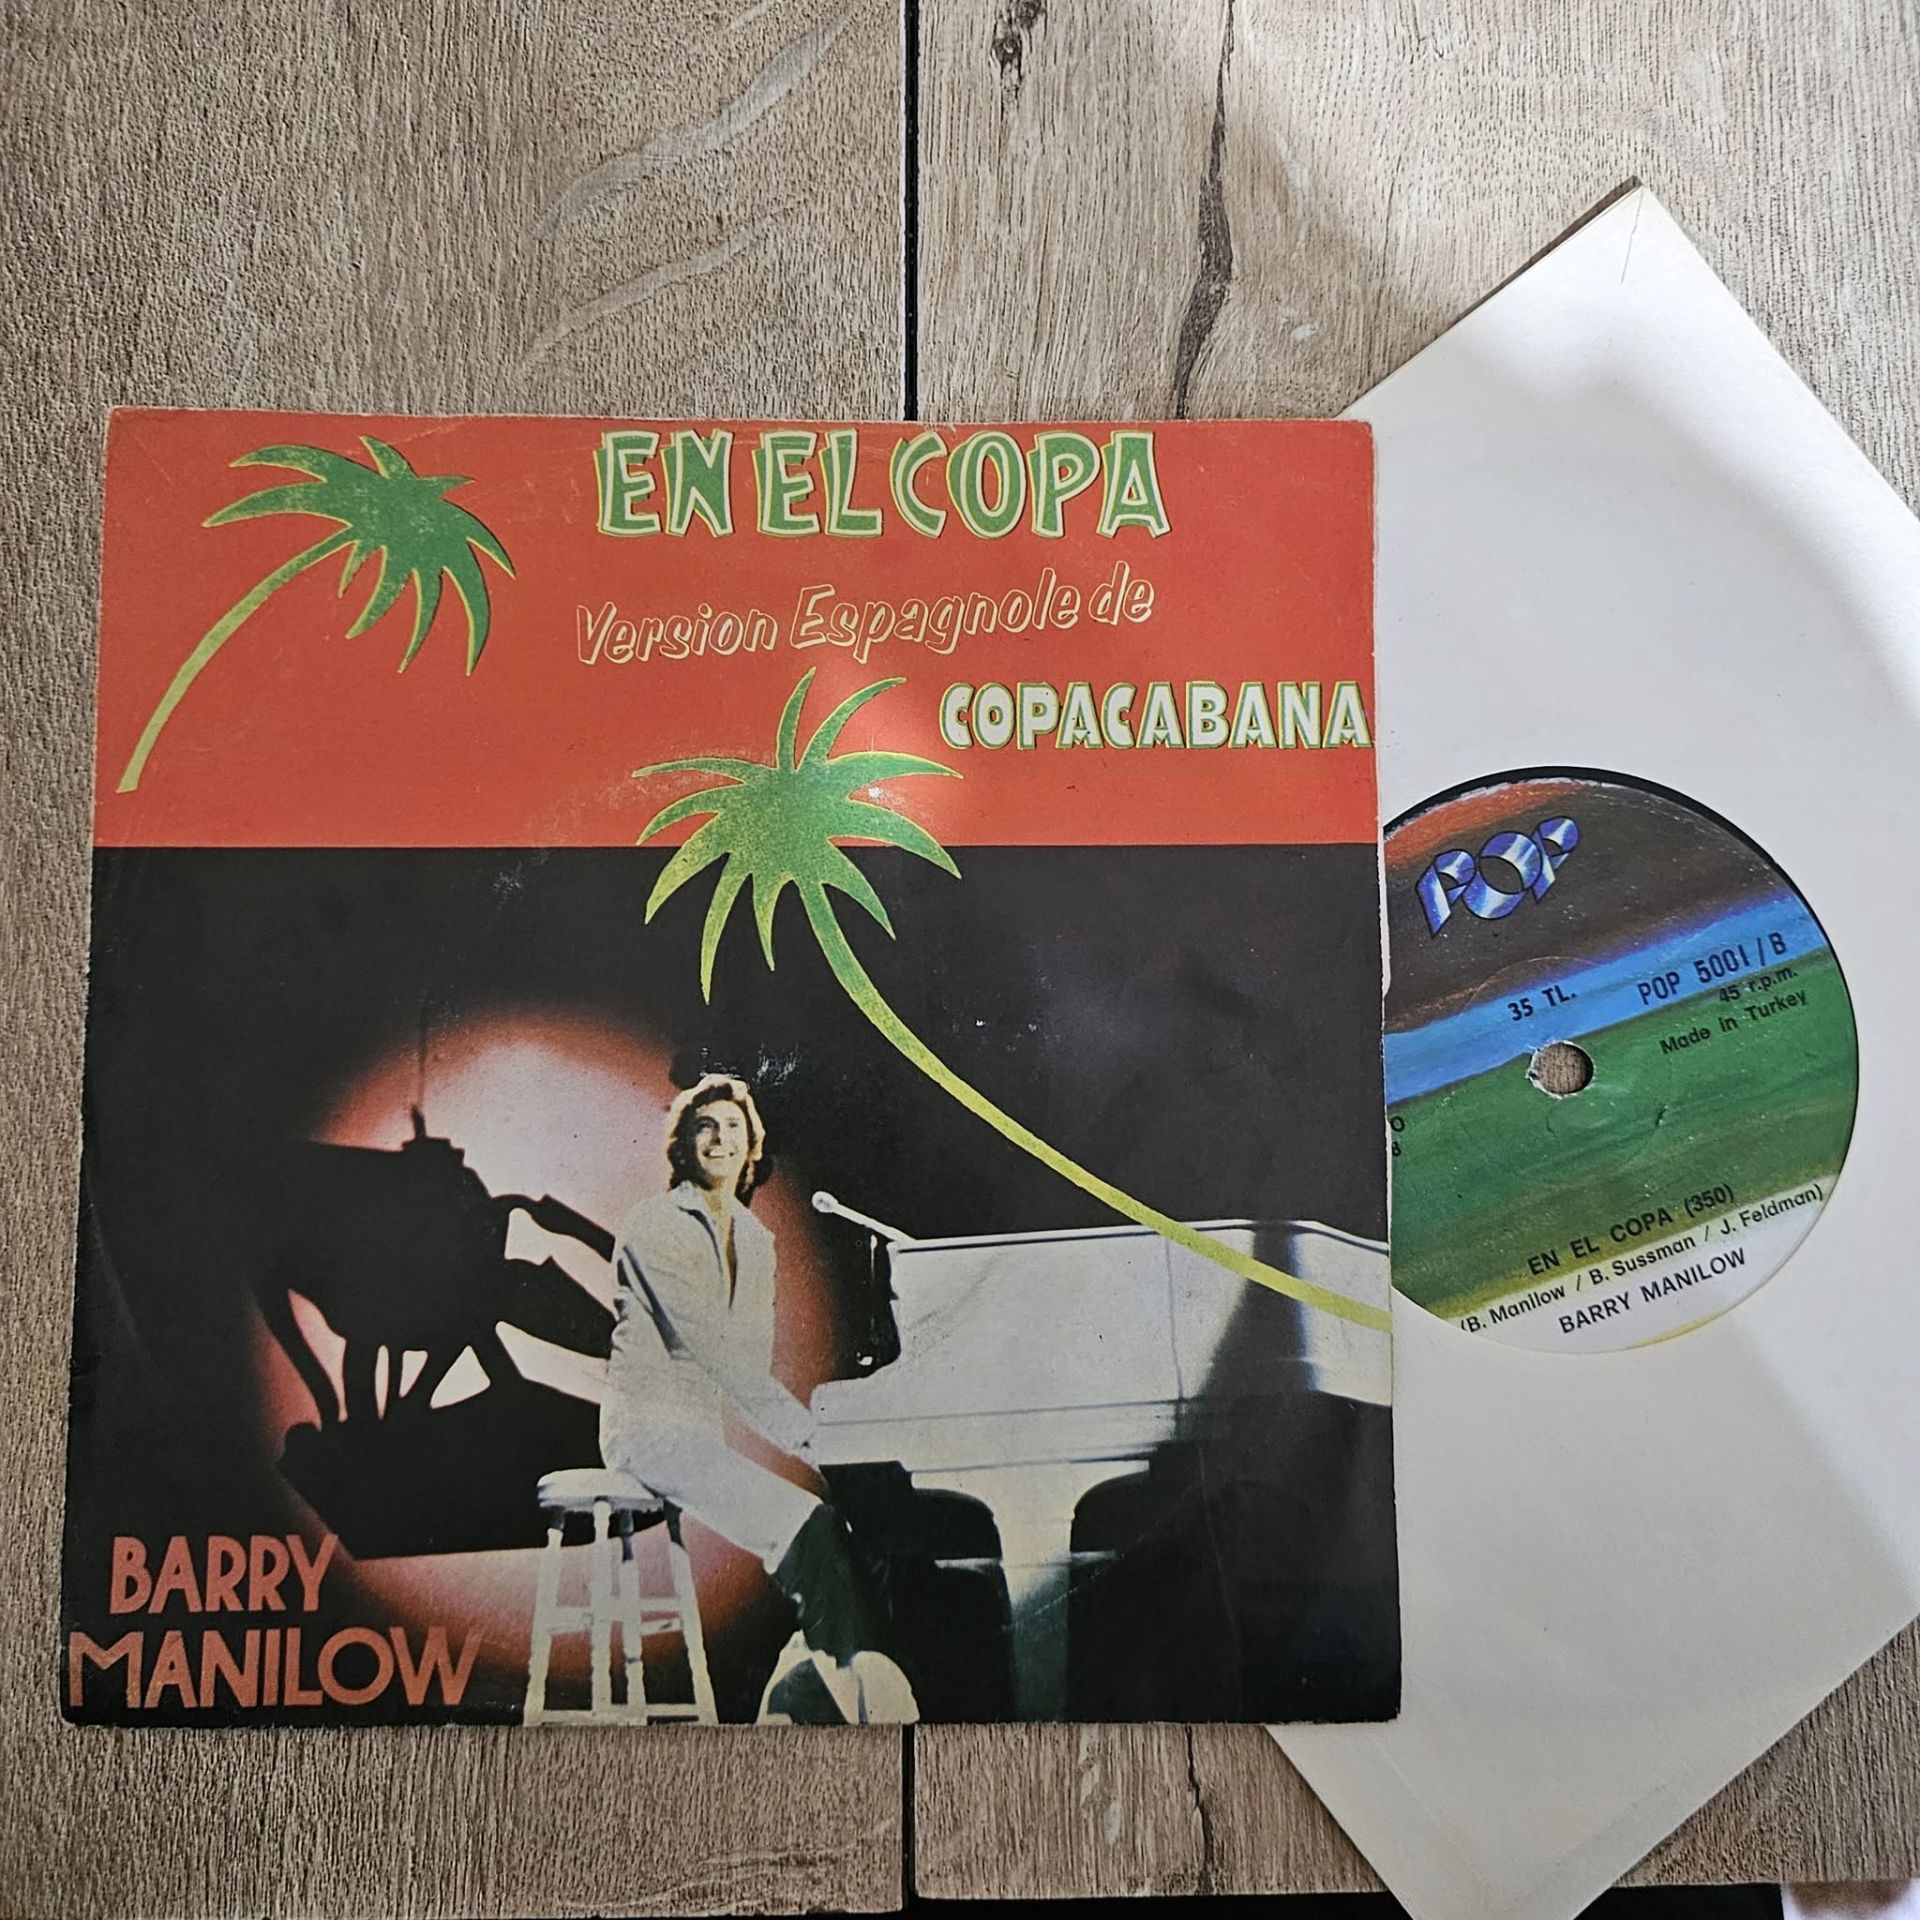 EN EL COPA
Version Espagnole de
COPACABANA
BARRY
MANILOW
POP
35 TL.
POP 5001/B
45 r.p.m.
Made in Turkey
EN EL COPA (350)
(B. Manilow / B. Sussman / J. Feldman)
BARRY MANILOW